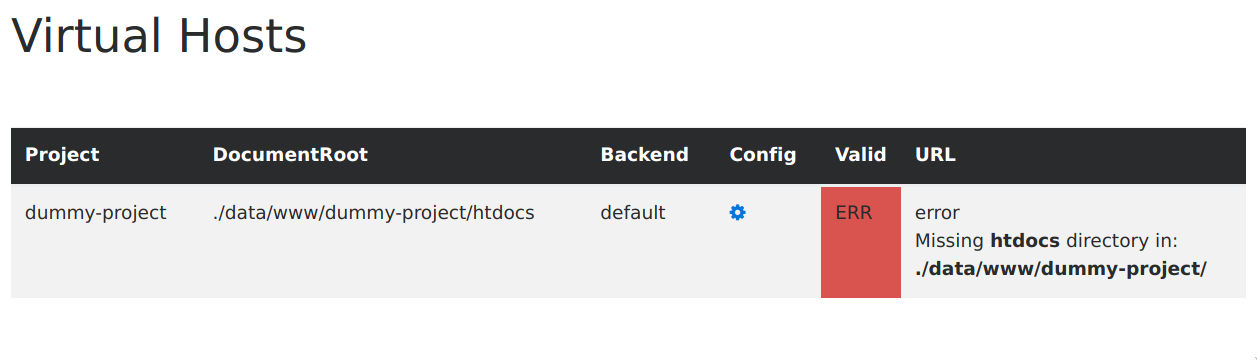 Virtual Hosts
Project DocumentRoot Backend Config Valid URL
dummy-project ./data/www/dummy-project/htdocs default ERR error
Missing htdocs directory in:
./data/www/dummy-project/